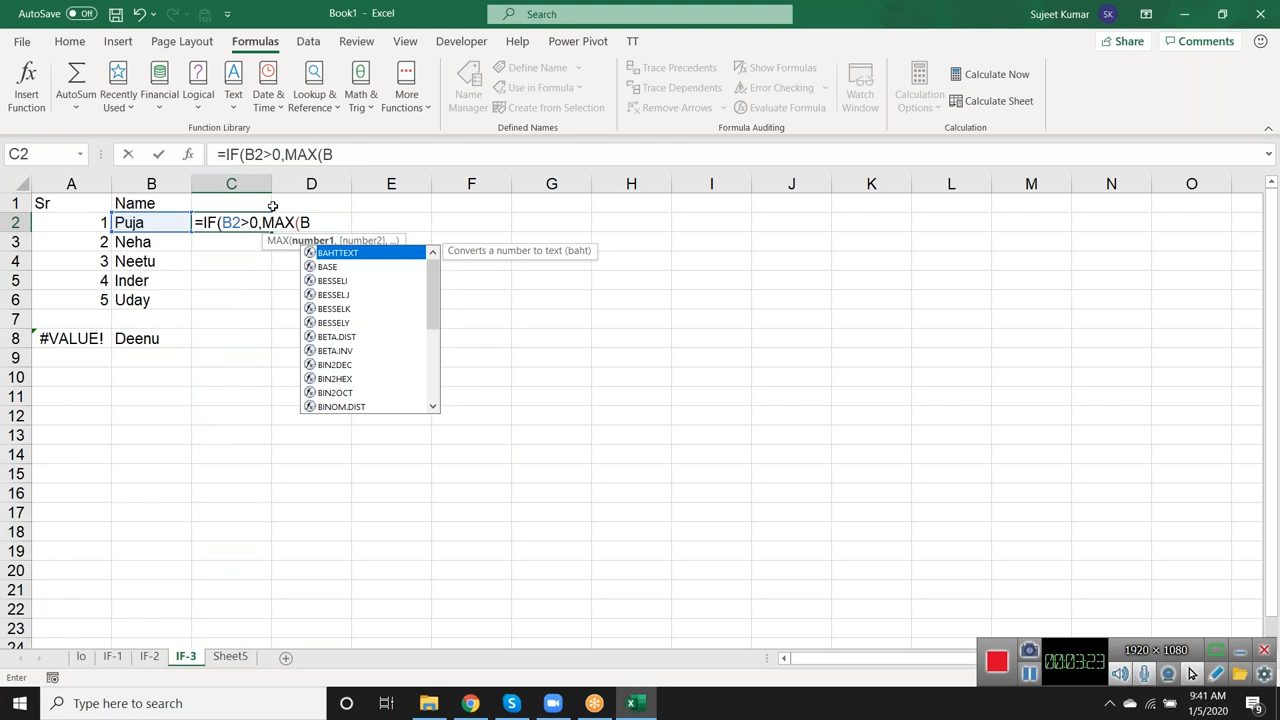 AutoSave Off Book1 - Excel Search Sujeet Kumar SK
File Home Insert Page Layout Formulas Data Review View Developer Help Power Pivot TT Share Comments
Insert Function AutoSum Recently Used Financial Logical Text Date & Time Lookup & Reference Math & Trig More Functions
Name Manager Define Name Use in Formula Create from Selection
Trace Precedents Trace Dependents Remove Arrows Show Formulas Error Checking Evaluate Formula Watch Window
Calculation Options Calculate Now Calculate Sheet
Function Library Defined Names Formula Auditing Calculation
C2 fx =IF(B2>0,MAX(B
A B C D E F G H I J K L M N O
1 Sr Name
2 1 Puja =IF(B2>0,MAX(B
3 2 Neha MAX(number1, [number2], ...)
BAHTTEXT Converts a number to text (baht)
4 3 Neetu BASE
5 4 Inder BESSELI
BESSELJ
6 5 Uday BESSELK
7 BESSELY
8 #VALUE! Deenu BETA.DIST
9 BETA.INV
BIN2DEC
10 BIN2HEX
11 BIN2OCT
BINOM.DIST
12
13
14
15
16
17
18
19
20
21
22
23
24
lo IF-1 IF-2 IF-3 Sheet5
1920 × 1080
00:03:23
Enter
Type here to search
9:41 AM
1/5/2020
9